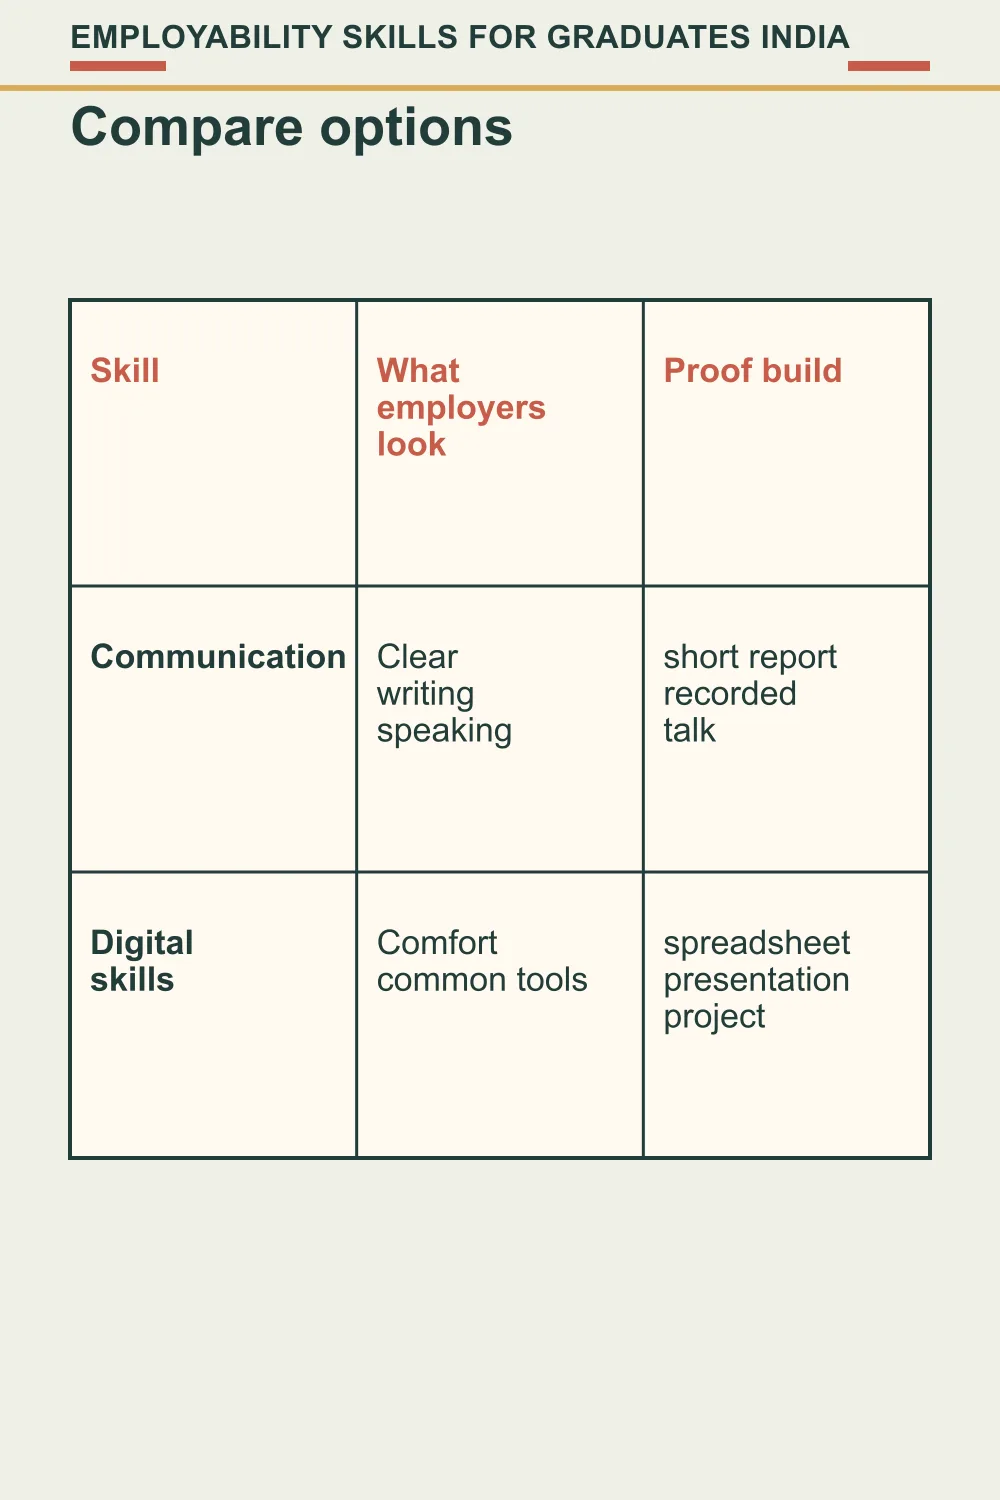 EMPLOYABILITY SKILLS FOR GRADUATES INDIA
Compare options
Skill
What
employers
look
Proof build
Communication
Clear
writing
speaking
short report
recorded
talk
Digital
skills
Comfort
common tools
spreadsheet
presentation
project